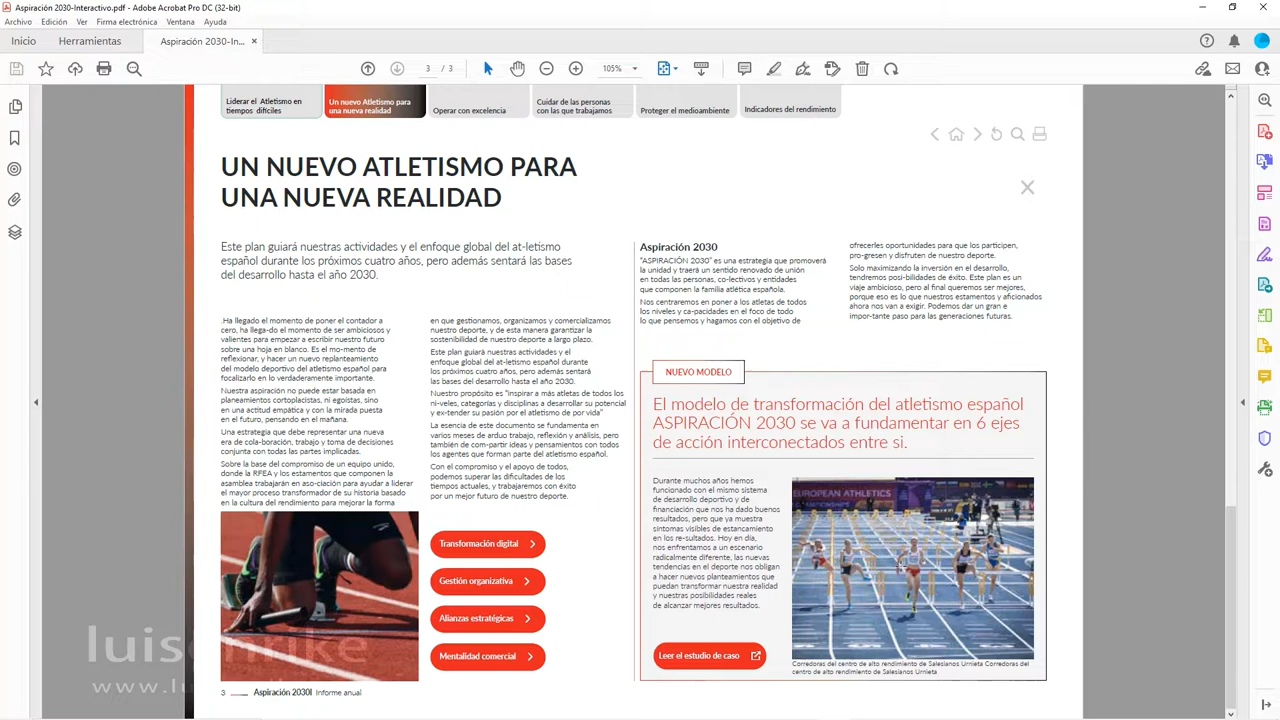 Aspiración 2030-Interactivo.pdf - Adobe Acrobat Pro DC (32-bit)
Archivo Edición Ver Firma electrónica Ventana Ayuda
Inicio Herramientas Aspiración 2030-In... ×
3 / 3 105%
Liderar el Atletismo en
tiempos difíciles
Un nuevo Atletismo para
una nueva realidad
Operar con excelencia
Cuidar de las personas
con las que trabajamos
Proteger el medioambiente
Indicadores del rendimiento
UN NUEVO ATLETISMO PARA
UNA NUEVA REALIDAD
Este plan guiará nuestras actividades y el enfoque global del at-letismo
español durante los próximos cuatro años, pero además sentará las bases
del desarrollo hasta el año 2030.
.Ha llegado el momento de poner el contador a
cero, ha llega-do el momento de ser ambiciosos y
valientes para empezar a escribir nuestro futuro
sobre una hoja en blanco. Es el mo-mento de
reflexionar, y hacer un nuevo replanteamiento
del modelo deportivo del atletismo español para
focalizarlo en lo verdaderamente importante.
Nuestra aspiración no puede estar basada en
planeamientos cortoplacistas, ni egoístas, sino
en una actitud empática y con la mirada puesta
en el futuro, pensando en el mañana.
Una estrategia que debe representar una nueva
era de cola-boración, trabajo y toma de decisiones
conjunta con todas las partes implicadas.
Sobre la base del compromiso de un equipo unido,
donde la RFEA y los estamentos que componen la
asamblea trabajarán en aso-ciación para ayudar a liderar
el mayor proceso transformador de su historia basado
en la cultura del rendimiento para mejorar la forma
en que gestionamos, organizamos y comercializamos
nuestro deporte, y de esta manera garantizar la
sostenibilidad de nuestro deporte a largo plazo.
Este plan guiará nuestras actividades y el
enfoque global del at-letismo español durante
los próximos cuatro años, pero además sentará
las bases del desarrollo hasta el año 2030.
Nuestro propósito es "inspirar a más atletas de todos los
ni-veles, categorías y disciplinas a desarrollar su potencial
y ex-tender su pasión por el atletismo de por vida"
La esencia de este documento se fundamenta en
varios meses de arduo trabajo, reflexión y análisis, pero
también de com-partir ideas y pensamientos con todos
los agentes que forman parte del atletismo español.
Con el compromiso y el apoyo de todos,
podemos superar las dificultades de los
tiempos actuales, y trabajaremos con éxito
por un mejor futuro de nuestro deporte.
Transformación digital
Gestión organizativa
Alianzas estratégicas
Mentalidad comercial
Aspiración 2030
"ASPIRACIÓN 2030" es una estrategia que promoverá
la unidad y traerá un sentido renovado de unión
en todas las personas, co-lectivos y entidades
que componen la familia atlética española.
Nos centraremos en poner a los atletas de todos
los niveles y ca-pacidades en el foco de todo
lo que pensemos y hagamos con el objetivo de
ofrecerles oportunidades para que los participen,
pro-gresen y disfruten de nuestro deporte.
Solo maximizando la inversión en el desarrollo,
tendremos posi-bilidades de éxito. Este plan es un
viaje ambicioso, pero al final queremos ser mejores,
porque eso es lo que nuestros estamentos y aficionados
ahora nos van a exigir. Podemos dar un gran e
impor-tante paso para las generaciones futuras.
NUEVO MODELO
El modelo de transformación del atletismo español
ASPIRACIÓN 2030 se va a fundamentar en 6 ejes
de acción interconectados entre si.
Durante muchos años hemos
funcionado con el mismo sistema
de desarrollo deportivo y de
financiación que nos ha dado buenos
resultados, pero que ya muestra
síntomas visibles de estancamiento
en los re-sultados. Hoy en día,
nos enfrentamos a un escenario
radicalmente diferente, las nuevas
tendencias en el deporte nos obligan
a hacer nuevos planteamientos que
puedan transformar nuestra realidad
y nuestras posibilidades reales
de alcanzar mejores resultados.
Leer el estudio de caso
EUROPEAN ATHLETICS
Corredoras del centro de alto rendimiento de Salesianos Urnieta Corredoras del
centro de alto rendimiento de Salesianos Urnieta
3 Aspiración 2030I Informe anual